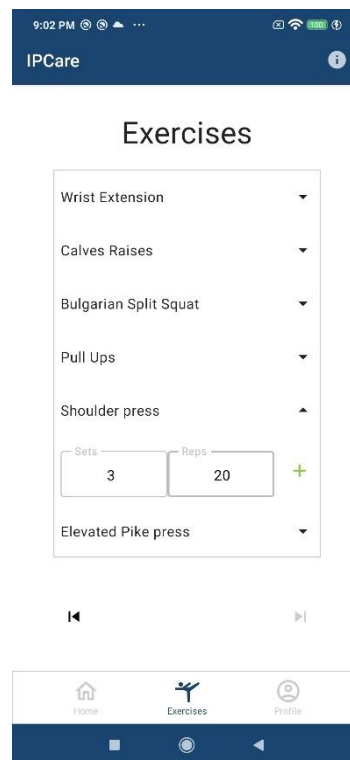 9:02 PM
100
IPCare
Exercises
Wrist Extension
Calves Raises
Bulgarian Split Squat
Pull Ups
Shoulder press
Sets Reps
3 20 +
Elevated Pike press
Home Exercises Profile